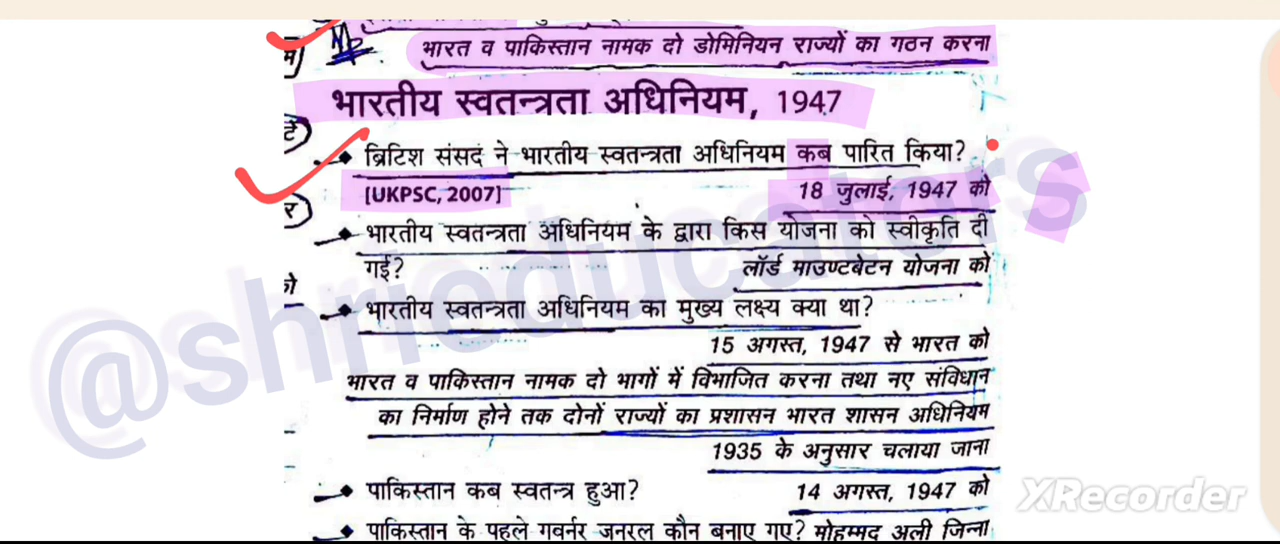 भारत व पाकिस्तान नामक दो डोमिनियन राज्यों का गठन करना
भारतीय स्वतन्त्रता अधिनियम, 1947
ब्रिटिश संसद ने भारतीय स्वतन्त्रता अधिनियम कब पारित किया?
[UKPSC, 2007] 18 जुलाई, 1947 को
भारतीय स्वतन्त्रता अधिनियम के द्वारा किस योजना को स्वीकृति दी
गई? लॉर्ड माउण्टबेटन योजना को
भारतीय स्वतन्त्रता अधिनियम का मुख्य लक्ष्य क्या था?
15 अगस्त, 1947 से भारत को
भारत व पाकिस्तान नामक दो भागों में विभाजित करना तथा नए संविधान
का निर्माण होने तक दोनों राज्यों का प्रशासन भारत शासन अधिनियम
1935 के अनुसार चलाया जाना
पाकिस्तान कब स्वतन्त्र हुआ? 14 अगस्त, 1947 को
पाकिस्तान के पहले गवर्नर जनरल कौन बनाए गए? मोहम्मद अली जिन्ना
@shrieducators
XRecorder